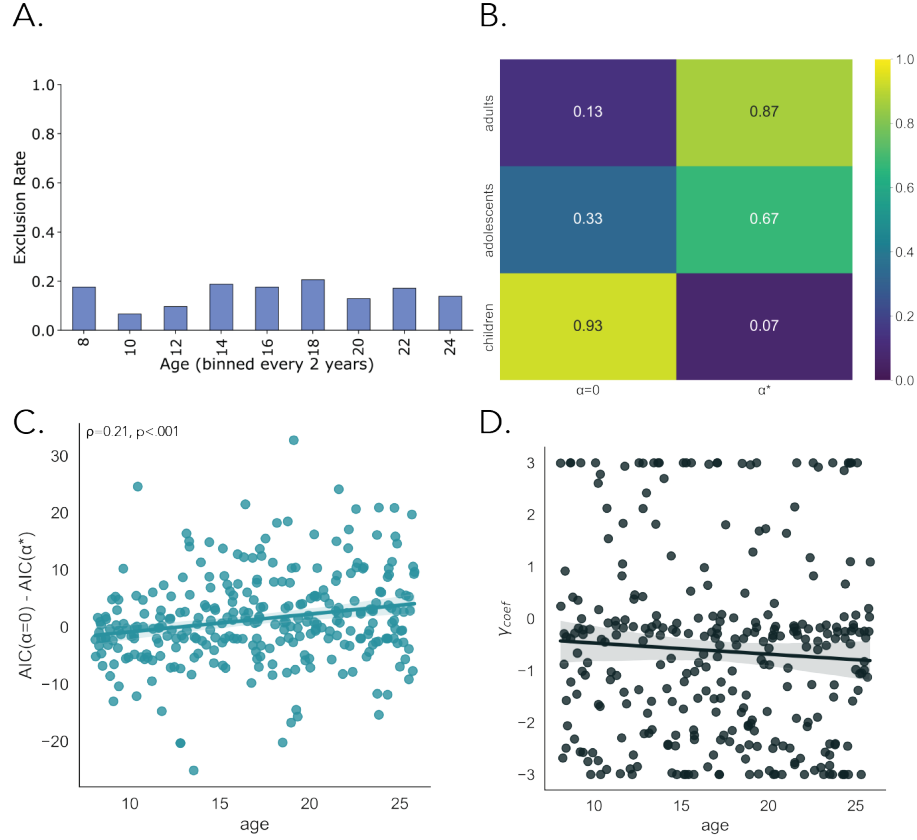 A.
Exclusion Rate
1.0
0.8
0.6
0.4
0.2
0.0
8 10 12 14 16 18 20 22 24
Age (binned every 2 years)
B.
adults
adolescents
children
0.13 0.87
0.33 0.67
0.93 0.07
α=0 α*
1.0
0.8
0.6
0.4
0.2
0.0
C.
ρ=0.21, p<.001
AIC(α=0) - AIC(α*)
30
20
10
0
−10
−20
10 15 20 25
age
D.
γcoef
3
2
1
0
−1
−2
−3
10 15 20 25
age